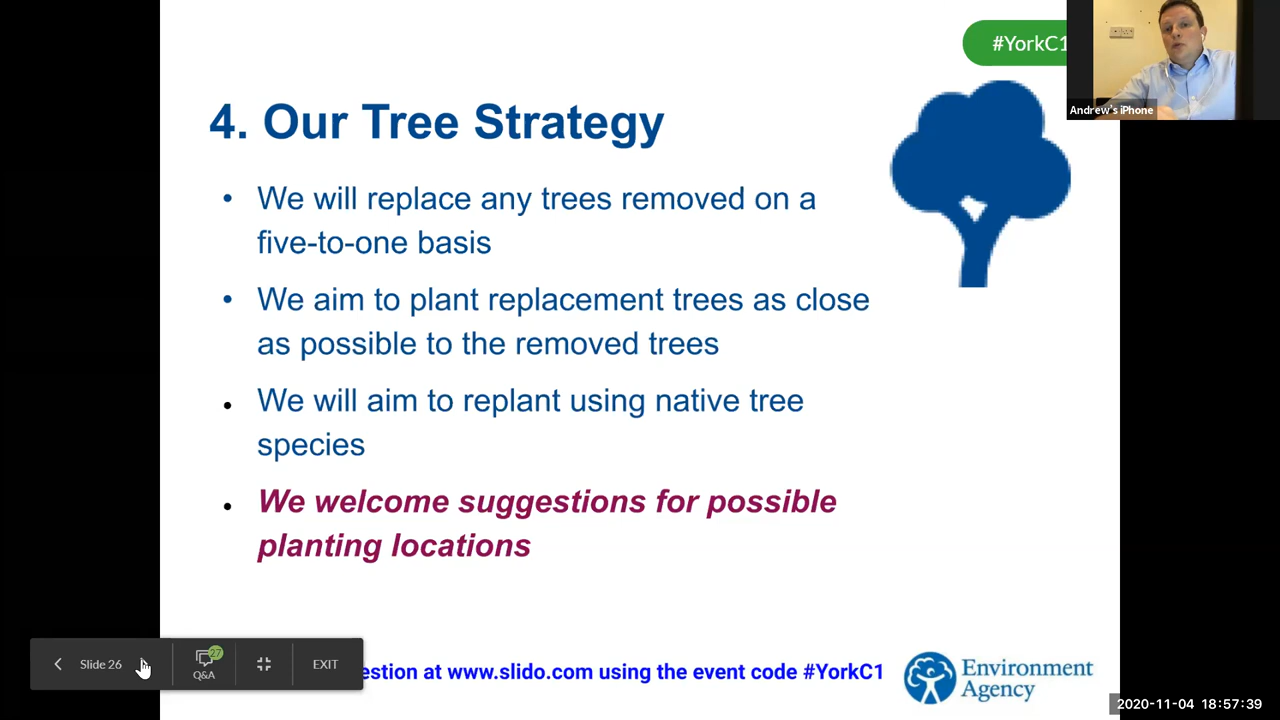 #YorkC1
Andrew's iPhone
4. Our Tree Strategy
• We will replace any trees removed on a
five-to-one basis
• We aim to plant replacement trees as close
as possible to the removed trees
• We will aim to replant using native tree
species
• We welcome suggestions for possible
planting locations
Slide 26
27
Q&A
EXIT
estion at www.slido.com using the event code #YorkC1
Environment
Agency
2020-11-04 18:57:39